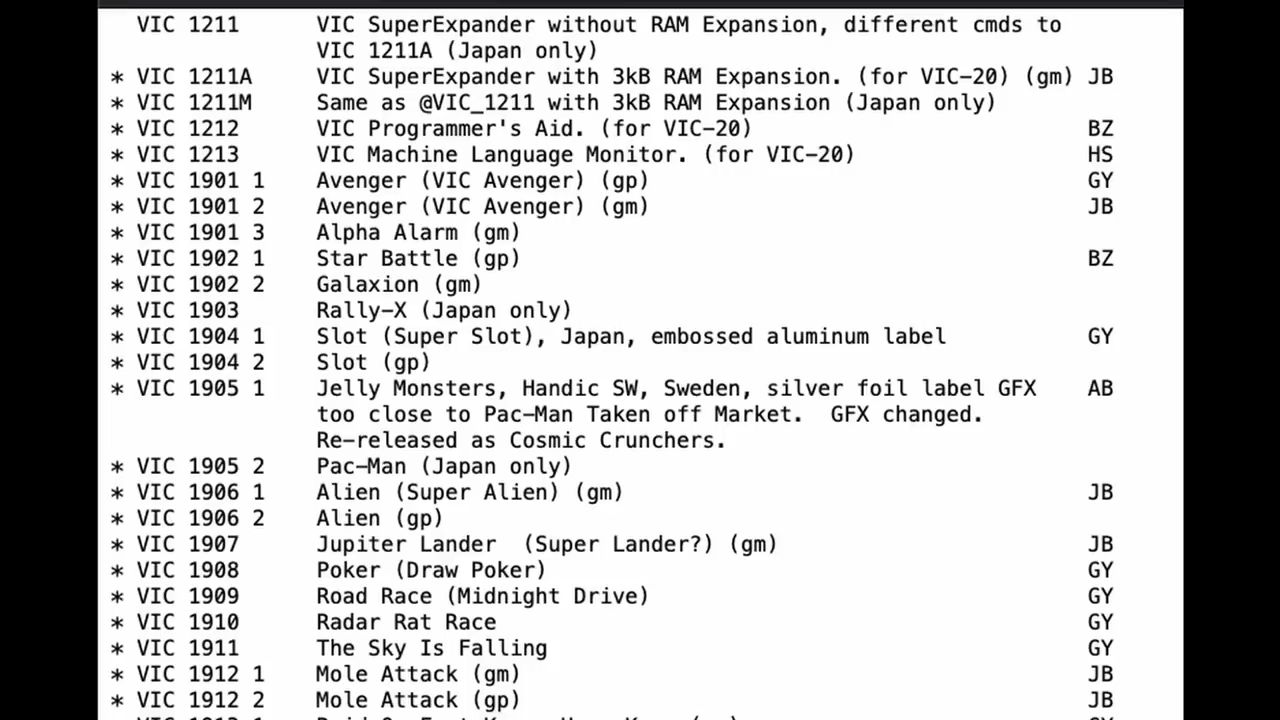 VIC 1211 VIC SuperExpander without RAM Expansion, different cmds to
VIC 1211A (Japan only)
* VIC 1211A VIC SuperExpander with 3kB RAM Expansion. (for VIC-20) (gm) JB
* VIC 1211M Same as @VIC_1211 with 3kB RAM Expansion (Japan only)
* VIC 1212 VIC Programmer's Aid. (for VIC-20) BZ
* VIC 1213 VIC Machine Language Monitor. (for VIC-20) HS
* VIC 1901 1 Avenger (VIC Avenger) (gp) GY
* VIC 1901 2 Avenger (VIC Avenger) (gm) JB
* VIC 1901 3 Alpha Alarm (gm)
* VIC 1902 1 Star Battle (gp) BZ
* VIC 1902 2 Galaxion (gm)
* VIC 1903 Rally-X (Japan only)
* VIC 1904 1 Slot (Super Slot), Japan, embossed aluminum label GY
* VIC 1904 2 Slot (gp)
* VIC 1905 1 Jelly Monsters, Handic SW, Sweden, silver foil label GFX AB
too close to Pac-Man Taken off Market. GFX changed.
Re-released as Cosmic Crunchers.
* VIC 1905 2 Pac-Man (Japan only)
* VIC 1906 1 Alien (Super Alien) (gm) JB
* VIC 1906 2 Alien (gp)
* VIC 1907 Jupiter Lander (Super Lander?) (gm) JB
* VIC 1908 Poker (Draw Poker) GY
* VIC 1909 Road Race (Midnight Drive) GY
* VIC 1910 Radar Rat Race GY
* VIC 1911 The Sky Is Falling GY
* VIC 1912 1 Mole Attack (gm) JB
* VIC 1912 2 Mole Attack (gp) JB